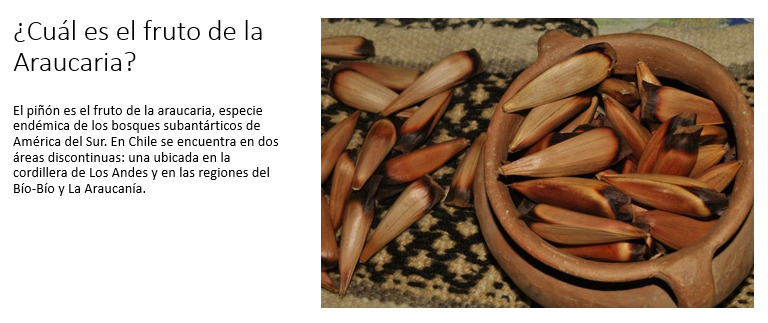 ¿Cuál es el fruto de la
Araucaria?
El piñón es el fruto de la araucaria, especie
endémica de los bosques subantárticos de
América del Sur. En Chile se encuentra en dos
áreas discontinuas: una ubicada en la
cordillera de Los Andes y en las regiones del
Bío-Bío y La Araucanía.